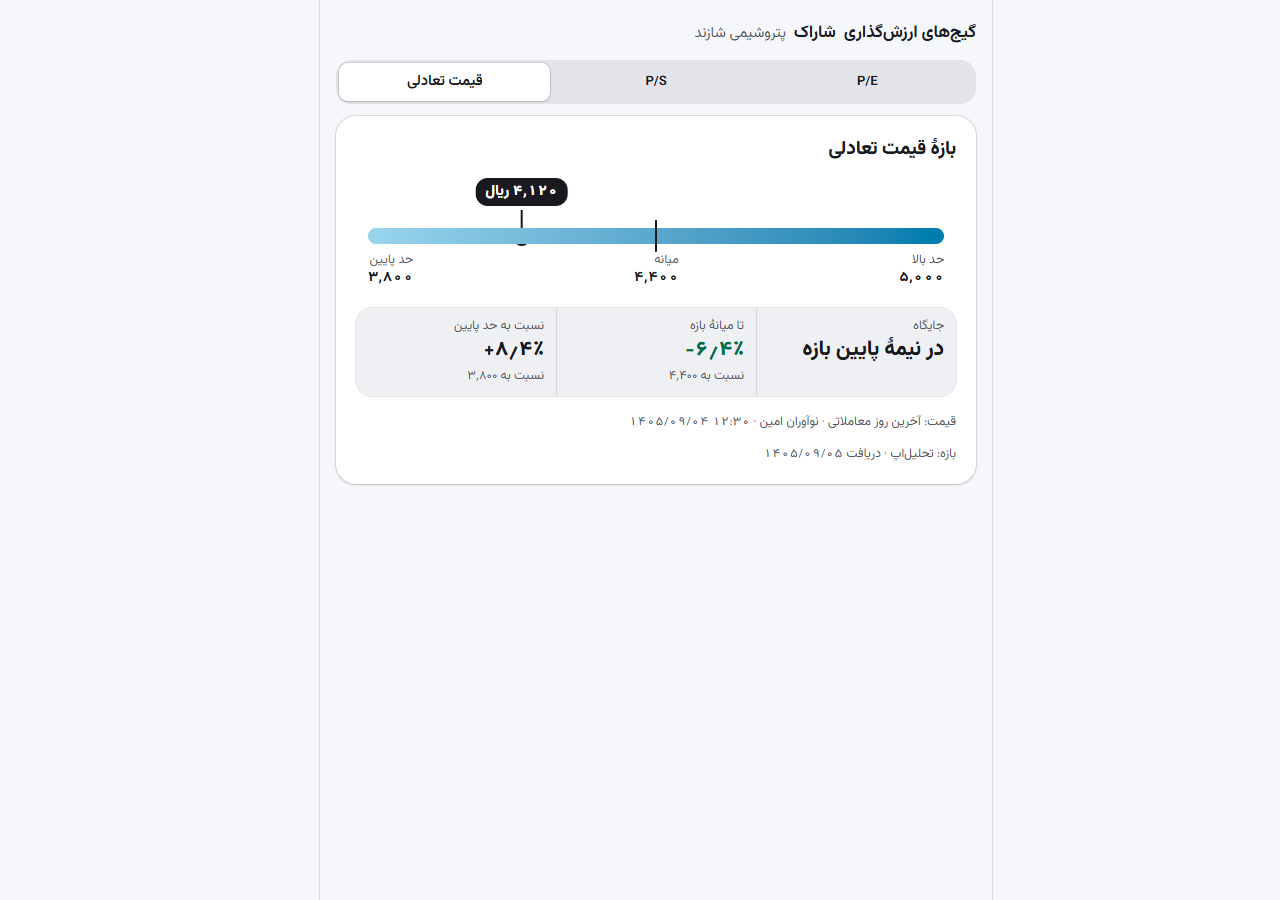 گیج‌های ارزش‌گذاری شاراک پتروشیمی شازند
P/E
P/S
قیمت تعادلی
بازهٔ قیمت تعادلی
۴,۱۲۰ ریال
حد بالا
۵,۰۰۰
میانه
۴,۴۰۰
حد پایین
۳,۸۰۰
جایگاه
در نیمهٔ پایین بازه
تا میانهٔ بازه
-۶٫۴٪
نسبت به ۴,۴۰۰
نسبت به حد پایین
+۸٫۴٪
نسبت به ۳,۸۰۰
قیمت: آخرین روز معاملاتی · نوآوران امین · ۱۴۰۵/۰۹/۰۴ ۱۲:۳۰
بازه: تحلیل‌اپ · دریافت ۱۴۰۵/۰۹/۰۵